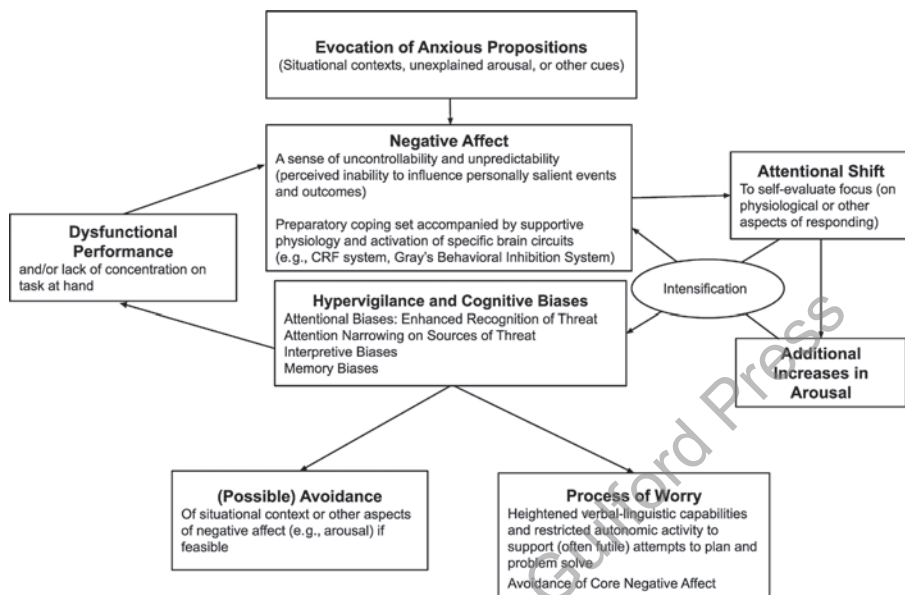 Evocation of Anxious Propositions
(Situational contexts, unexplained arousal, or other cues)
Negative Affect
A sense of uncontrollability and unpredictability
(perceived inability to influence personally salient events
and outcomes)
Preparatory coping set accompanied by supportive
physiology and activation of specific brain circuits
(e.g., CRF system, Gray's Behavioral Inhibition System)
Attentional Shift
To self-evaluate focus (on
physiological or other
aspects of responding)
Dysfunctional
Performance
and/or lack of concentration on
task at hand
Intensification
Hypervigilance and Cognitive Biases
Attentional Biases: Enhanced Recognition of Threat
Attention Narrowing on Sources of Threat
Interpretive Biases
Memory Biases
Additional
Increases in
Arousal
(Possible) Avoidance
Of situational context or other aspects
of negative affect (e.g., arousal) if
feasible
Process of Worry
Heightened verbal-linguistic capabilities
and restricted autonomic activity to
support (often futile) attempts to plan and
problem solve
Avoidance of Core Negative Affect
Guilford Press